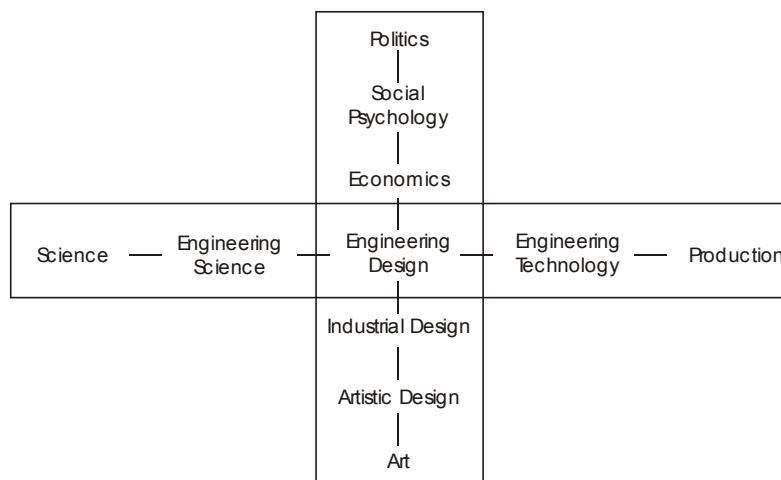 Politics
Social
Psychology
Economics
Science
Engineering
Science
Engineering
Design
Engineering
Technology
Production
Industrial Design
Artistic Design
Art